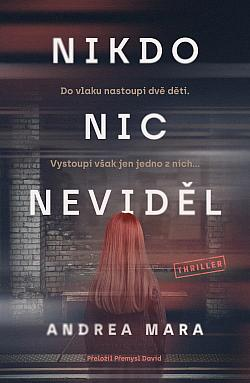 NIKDO
Do vlaku nastoupí dvě děti.
NIC
Vystoupí však jen jedno z nich...
NEVIDĚL
THRILLER
ANDREA MARA
Přeložil Přemysl David